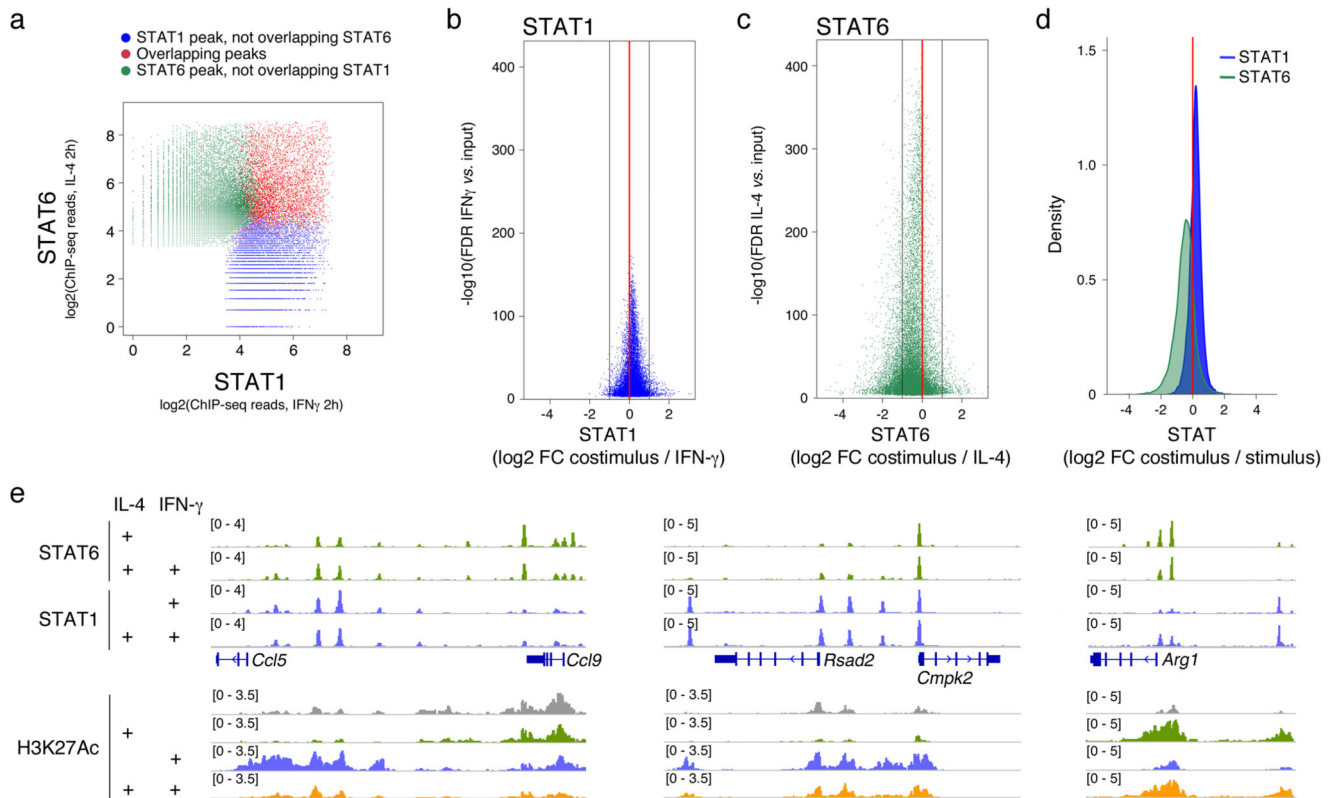 a
STAT1 peak, not overlapping STAT6
Overlapping peaks
STAT6 peak, not overlapping STAT1
STAT6
log2(ChIP-seq reads, IL-4 2h)
8
6
4
2
0
0 2 4 6 8
STAT1
log2(ChIP-seq reads, IFNγ 2h)
b
STAT1
-log10(FDR IFNγ vs. input)
400
300
200
100
0
-4 -2 0 2
STAT1
(log2 FC costimulus / IFN-γ)
c
STAT6
-log10(FDR IL-4 vs. input)
400
300
200
100
0
-4 -2 0 2
STAT6
(log2 FC costimulus / IL-4)
d
STAT1
STAT6
Density
1.5
1.0
0.5
0
-4 -2 0 2 4
STAT
(log2 FC costimulus / stimulus)
e
IL-4 IFN-γ
STAT6
+
+ +
STAT1
+
+ +
[0 - 4] [0 - 5] [0 - 5]
[0 - 4] [0 - 5] [0 - 5]
[0 - 4] [0 - 5] [0 - 5]
[0 - 4] [0 - 5] [0 - 5]
Ccl5 Ccl9 Rsad2 Cmpk2 Arg1
H3K27Ac
+
+
+ +
[0 - 3.5] [0 - 3.5] [0 - 5]
[0 - 3.5] [0 - 3.5] [0 - 5]
[0 - 3.5] [0 - 3.5] [0 - 5]
[0 - 3.5] [0 - 3.5] [0 - 5]